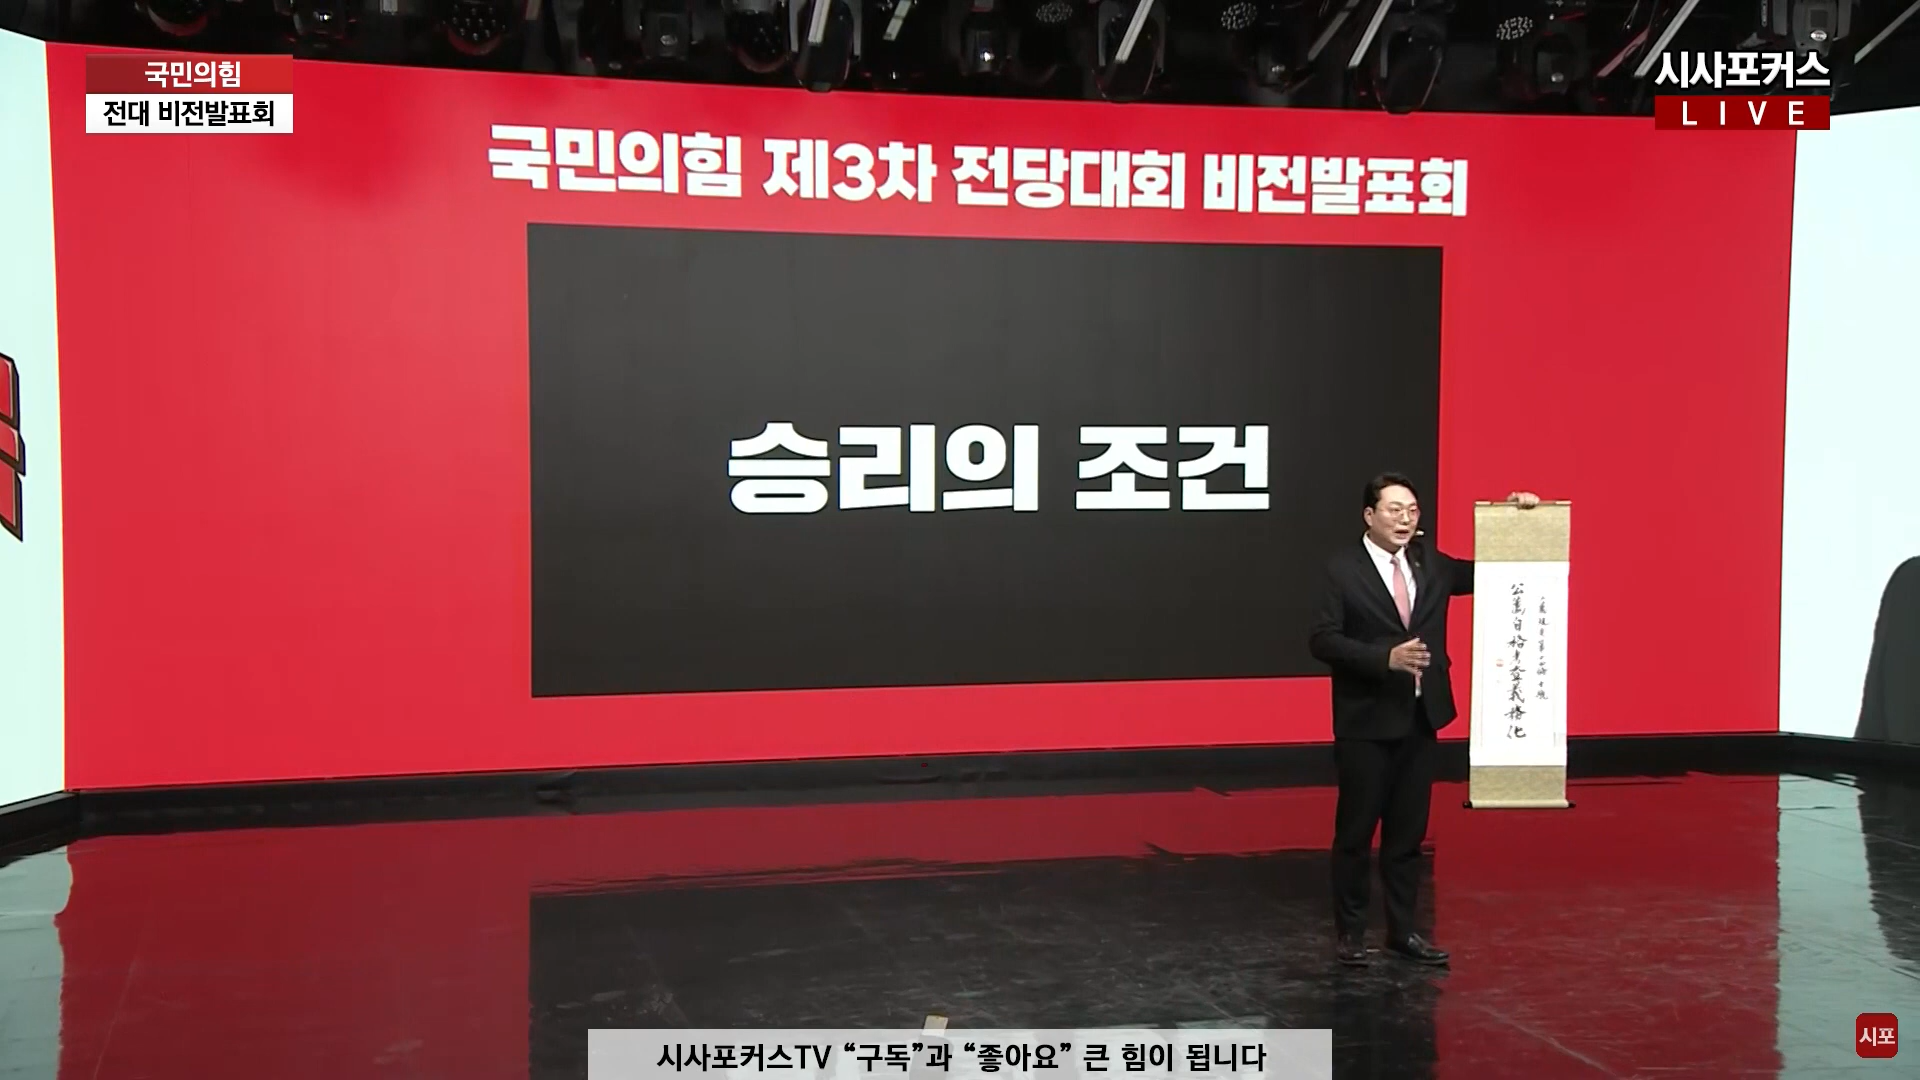 국민의힘
전대 비전발표회
시사포커스
LIVE
국민의힘 제3차 전당대회 비전발표회
승리의 조건
시포
시사포커스TV “구독”과 “좋아요” 큰 힘이 됩니다